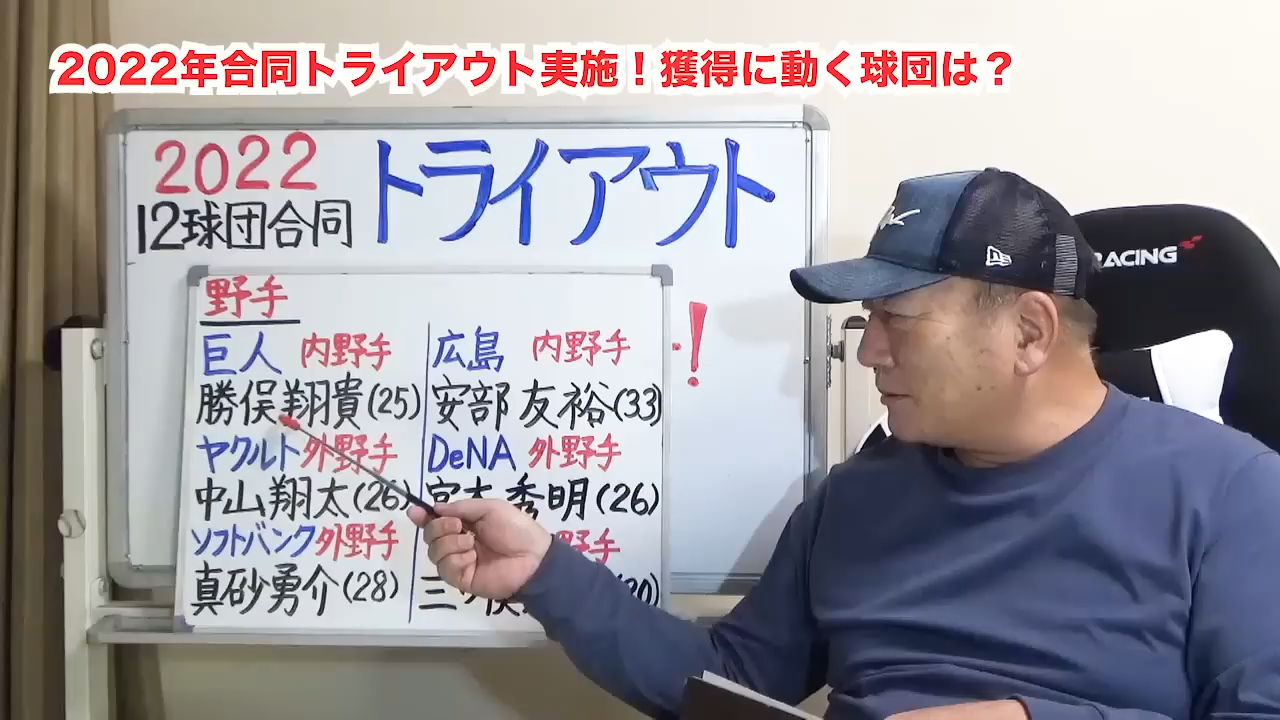 2022年合同トライアウト実施！獲得に動く球団は？
2022
12球団合同
トライアウト
!
野手
巨人 内野手
勝俣翔貴(25)
ヤクルト外野手
中山翔太(26)
ソフトバンク外野手
真砂勇介(28)
広島 内野手
安部友裕(33)
DeNA 外野手
秀明(26)
野手
三
RACING